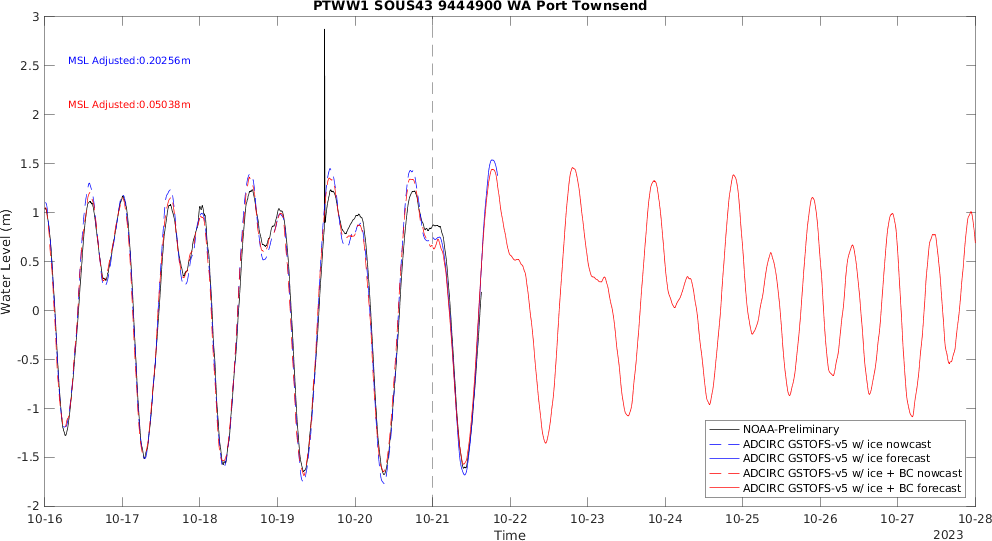 PTWW1 SOUS43 9444900 WA Port Townsend
3
2.5
2
1.5
1
0.5
0
-0.5
-1
-1.5
-2
Water Level (m)
MSL Adjusted:0.20256m
MSL Adjusted:0.05038m
NOAA-Preliminary
ADCIRC GSTOFS-v5 w/ ice nowcast
ADCIRC GSTOFS-v5 w/ ice forecast
ADCIRC GSTOFS-v5 w/ ice + BC nowcast
ADCIRC GSTOFS-v5 w/ ice + BC forecast
10-16 10-17 10-18 10-19 10-20 10-21 10-22 10-23 10-24 10-25 10-26 10-27 10-28
Time
2023